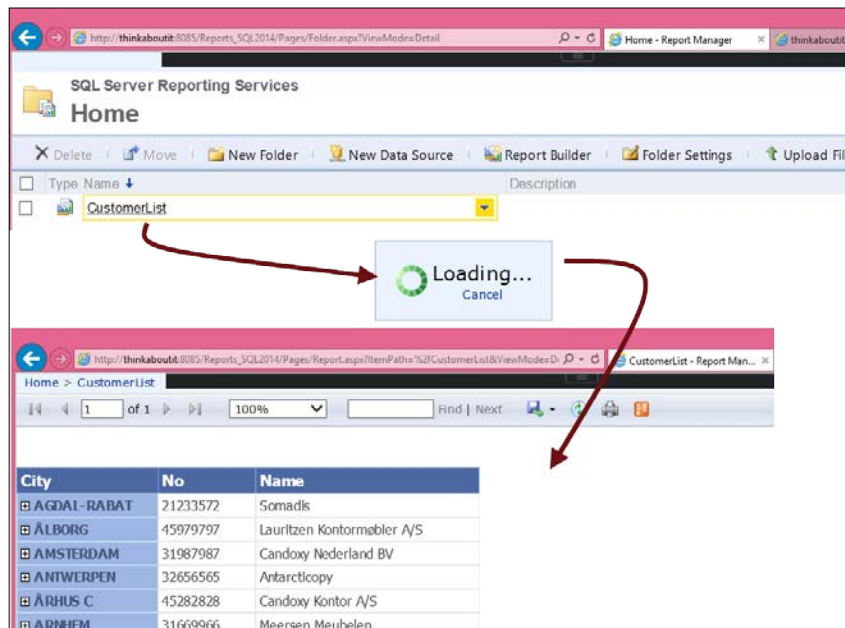 http://thinkaboutit:8085/Reports_SQL2014/Pages/Folder.aspx?ViewMode=Detail
Home - Report Manager
thinkaboutit
SQL Server Reporting Services
Home
Delete
Move
New Folder
New Data Source
Report Builder
Folder Settings
Upload Fil
Type Name
Description
CustomerList
Loading...
Cancel
http://thinkaboutit:8085/Reports_SQL2014/Pages/Report.aspx?ItemPath=%2fCustomerList&ViewMode=D
CustomerList - Report Man...
Home > CustomerList
1 of 1
100%
Find | Next
City No Name
AGDAL-RABAT 21233572 Somadis
ÅLBORG 45979797 Lauritzen Kontormøbler A/S
AMSTERDAM 31987987 Candoxy Nederland BV
ANTWERPEN 32656565 Antarcticopy
ÅRHUS C 45282828 Candoxy Kontor A/S
ARNHEM 31669966 Meersen Meubelen